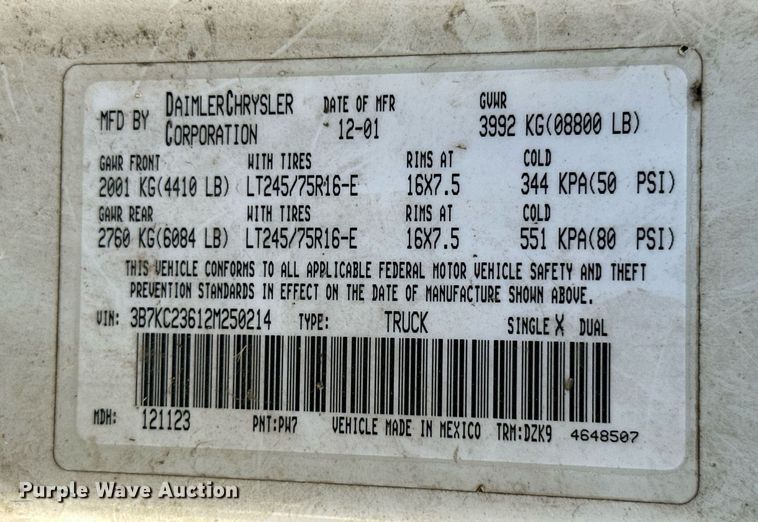 MFD BY DAIMLERCHRYSLER CORPORATION DATE OF MFR 12-01 GVWR 3992 KG(08800 LB)
GAWR FRONT WITH TIRES RIMS AT COLD
2001 KG(4410 LB) LT245/75R16-E 16X7.5 344 KPA(50 PSI)
GAWR REAR WITH TIRES RIMS AT COLD
2760 KG(6084 LB) LT245/75R16-E 16X7.5 551 KPA(80 PSI)
THIS VEHICLE CONFORMS TO ALL APPLICABLE FEDERAL MOTOR VEHICLE SAFETY AND THEFT
PREVENTION STANDARDS IN EFFECT ON THE DATE OF MANUFACTURE SHOWN ABOVE.
VIN: 3B7KC23612M250214 TYPE: TRUCK SINGLE X DUAL
MDH: 121123 PNT:PW7 VEHICLE MADE IN MEXICO TRM:DZK9 4648507
Purple Wave Auction